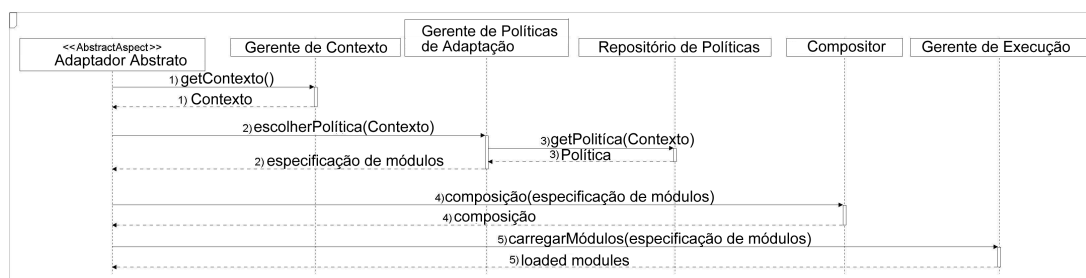 <<AbstractAspect>>
Adaptador Abstrato
Gerente de Contexto
Gerente de Políticas
de Adaptação
Repositório de Políticas
Compositor
Gerente de Execução
1) getContexto()
1) Contexto
2) escolherPolítica(Contexto)
3) getPolitíca(Contexto)
3) Política
2) especificação de módulos
4) composição(especificação de módulos)
4) composição
5) carregarMódulos(especificação de módulos)
5) loaded modules